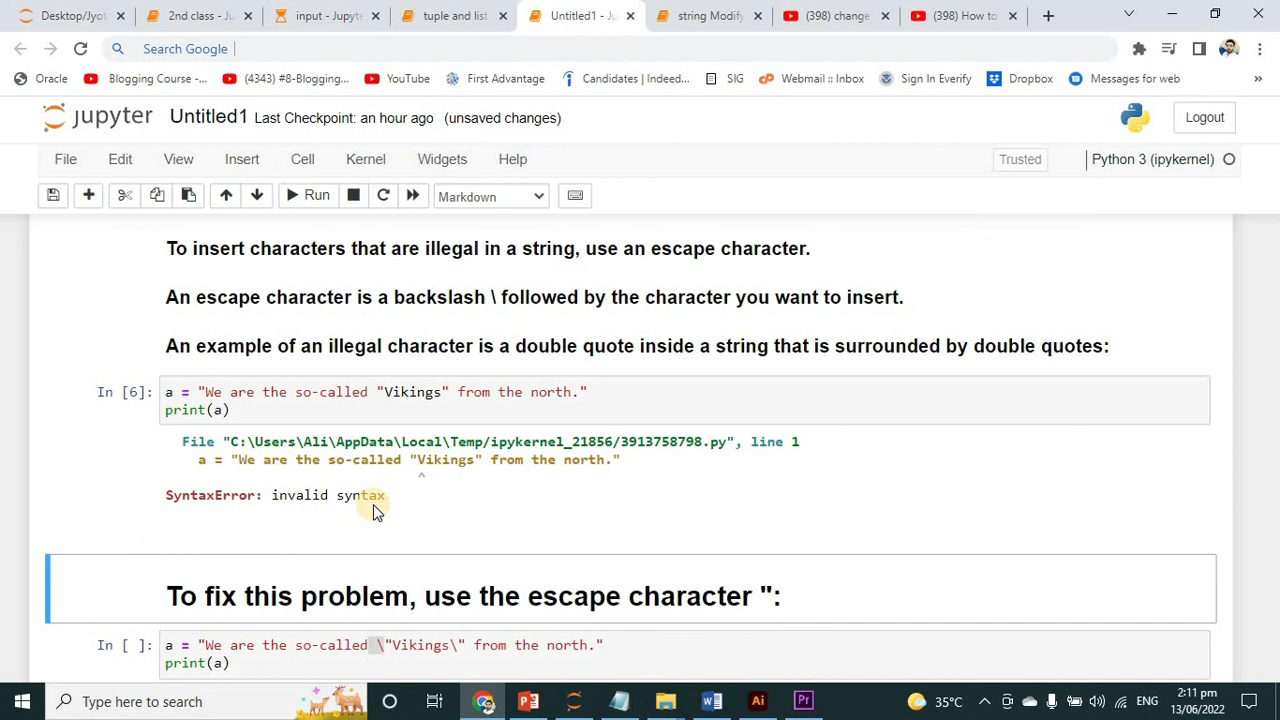 Desktop/Jyot
2nd class - Ju
input - Jupyte
tuple and list
Untitled1 - Ju
string Modify
(398) change
(398) How to
Search Google
Oracle
Blogging Course -...
(4343) #8-Blogging...
YouTube
First Advantage
Candidates | Indeed...
SIG
Webmail :: Inbox
Sign In Everify
Dropbox
Messages for web
»
jupyter Untitled1 Last Checkpoint: an hour ago (unsaved changes)
Logout
File Edit View Insert Cell Kernel Widgets Help
Trusted
Python 3 (ipykernel)
Run
Markdown
To insert characters that are illegal in a string, use an escape character.
An escape character is a backslash \ followed by the character you want to insert.
An example of an illegal character is a double quote inside a string that is surrounded by double quotes:
In [6]: a = "We are the so-called "Vikings" from the north."
print(a)
File "C:\Users\Ali\AppData\Local\Temp/ipykernel_21856/3913758798.py", line 1
a = "We are the so-called "Vikings" from the north."
^
SyntaxError: invalid syntax
To fix this problem, use the escape character ":
In [ ]: a = "We are the so-called \"Vikings\" from the north."
print(a)
Type here to search
Ai
Pr
35°C
ENG
2:11 pm
13/06/2022